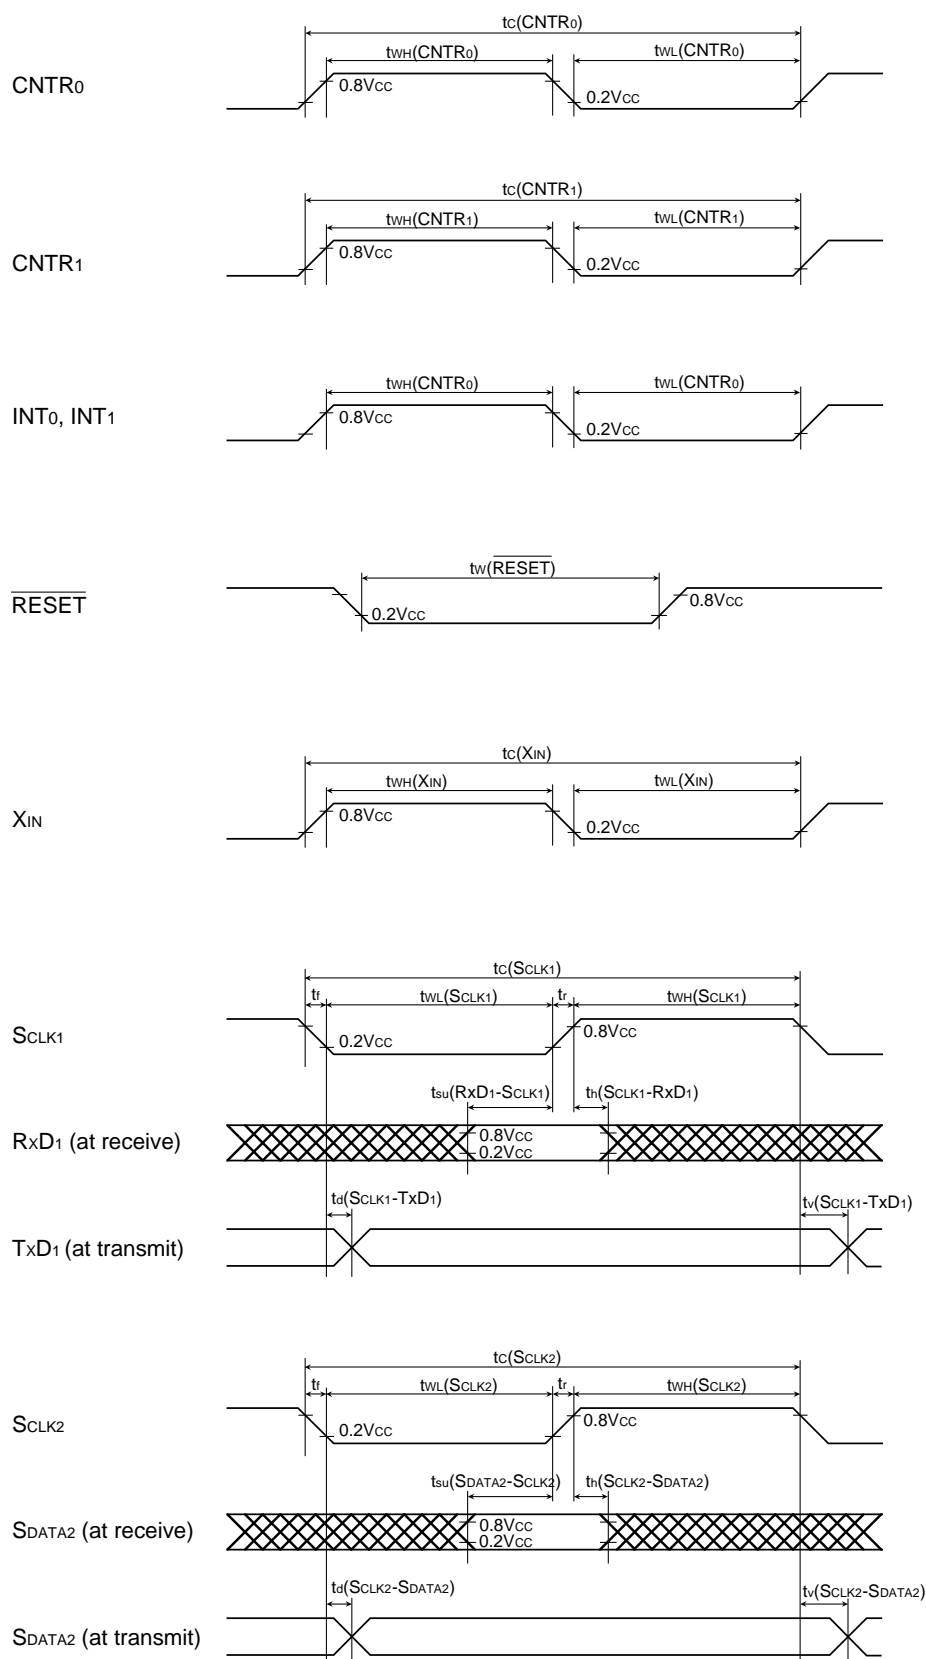 tC(CNTR0)
tWH(CNTR0) tWL(CNTR0)
CNTR0 0.8VCC 0.2VCC
tC(CNTR1)
tWH(CNTR1) tWL(CNTR1)
CNTR1 0.8VCC 0.2VCC
tWH(CNTR0) tWL(CNTR0)
INT0, INT1 0.8VCC 0.2VCC
tW(RESET)
RESET 0.2VCC 0.8VCC
tC(XIN)
tWH(XIN) tWL(XIN)
XIN 0.8VCC 0.2VCC
tC(SCLK1)
tf tWL(SCLK1) tr tWH(SCLK1)
SCLK1 0.2VCC 0.8VCC
tsu(RxD1-SCLK1) th(SCLK1-RxD1)
RXD1 (at receive) 0.8VCC
0.2VCC
td(SCLK1-TxD1) tv(SCLK1-TxD1)
TXD1 (at transmit)
tC(SCLK2)
tf tWL(SCLK2) tr tWH(SCLK2)
SCLK2 0.2VCC 0.8VCC
tsu(SDATA2-SCLK2) th(SCLK2-SDATA2)
SDATA2 (at receive) 0.8VCC
0.2VCC
td(SCLK2-SDATA2) tv(SCLK2-SDATA2)
SDATA2 (at transmit)